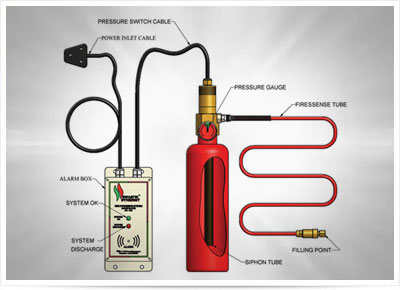 PRESSURE SWITCH CABLE
POWER INLET CABLE
PRESSURE GAUGE
FIRESSENSE TUBE
ALARM BOX
SYSTEM OK
SYSTEM
DISCHARGE
ALARM
FILLING POINT
SIPHON TUBE